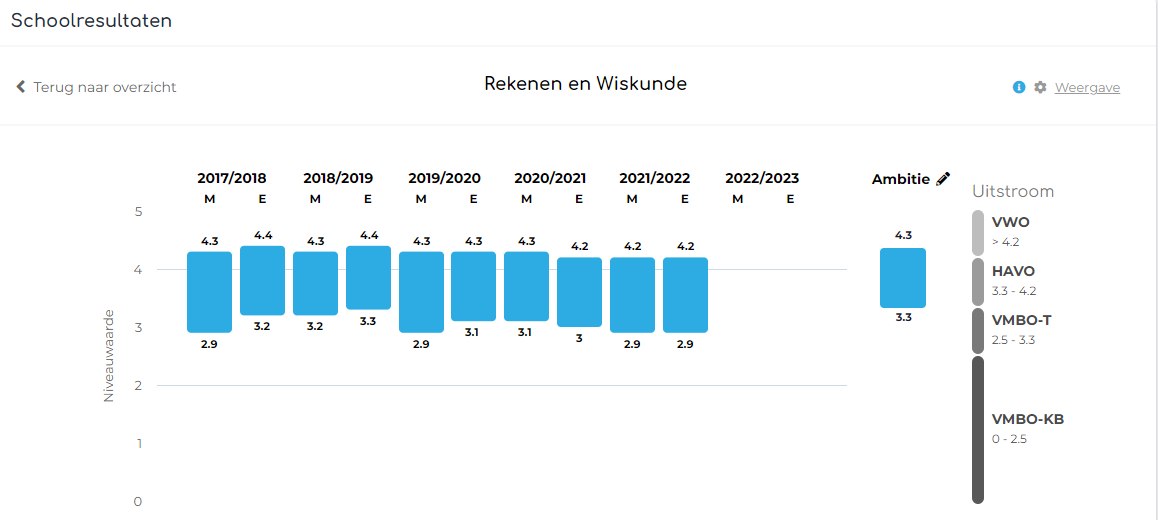 Schoolresultaten
Terug naar overzicht
Rekenen en Wiskunde
Weergave
2017/2018 2018/2019 2019/2020 2020/2021 2021/2022 2022/2023
M E M E M E M E M E M E
Ambitie
Uitstroom
5
4
3
2
1
0
Niveauwaarde
4.3 4.4 4.3 4.4 4.3 4.3 4.3 4.2 4.2 4.2
2.9 3.2 3.2 3.3 2.9 3.1 3.1 3 2.9 2.9
4.3
3.3
VWO
> 4.2
HAVO
3.3 - 4.2
VMBO-T
2.5 - 3.3
VMBO-KB
0 - 2.5